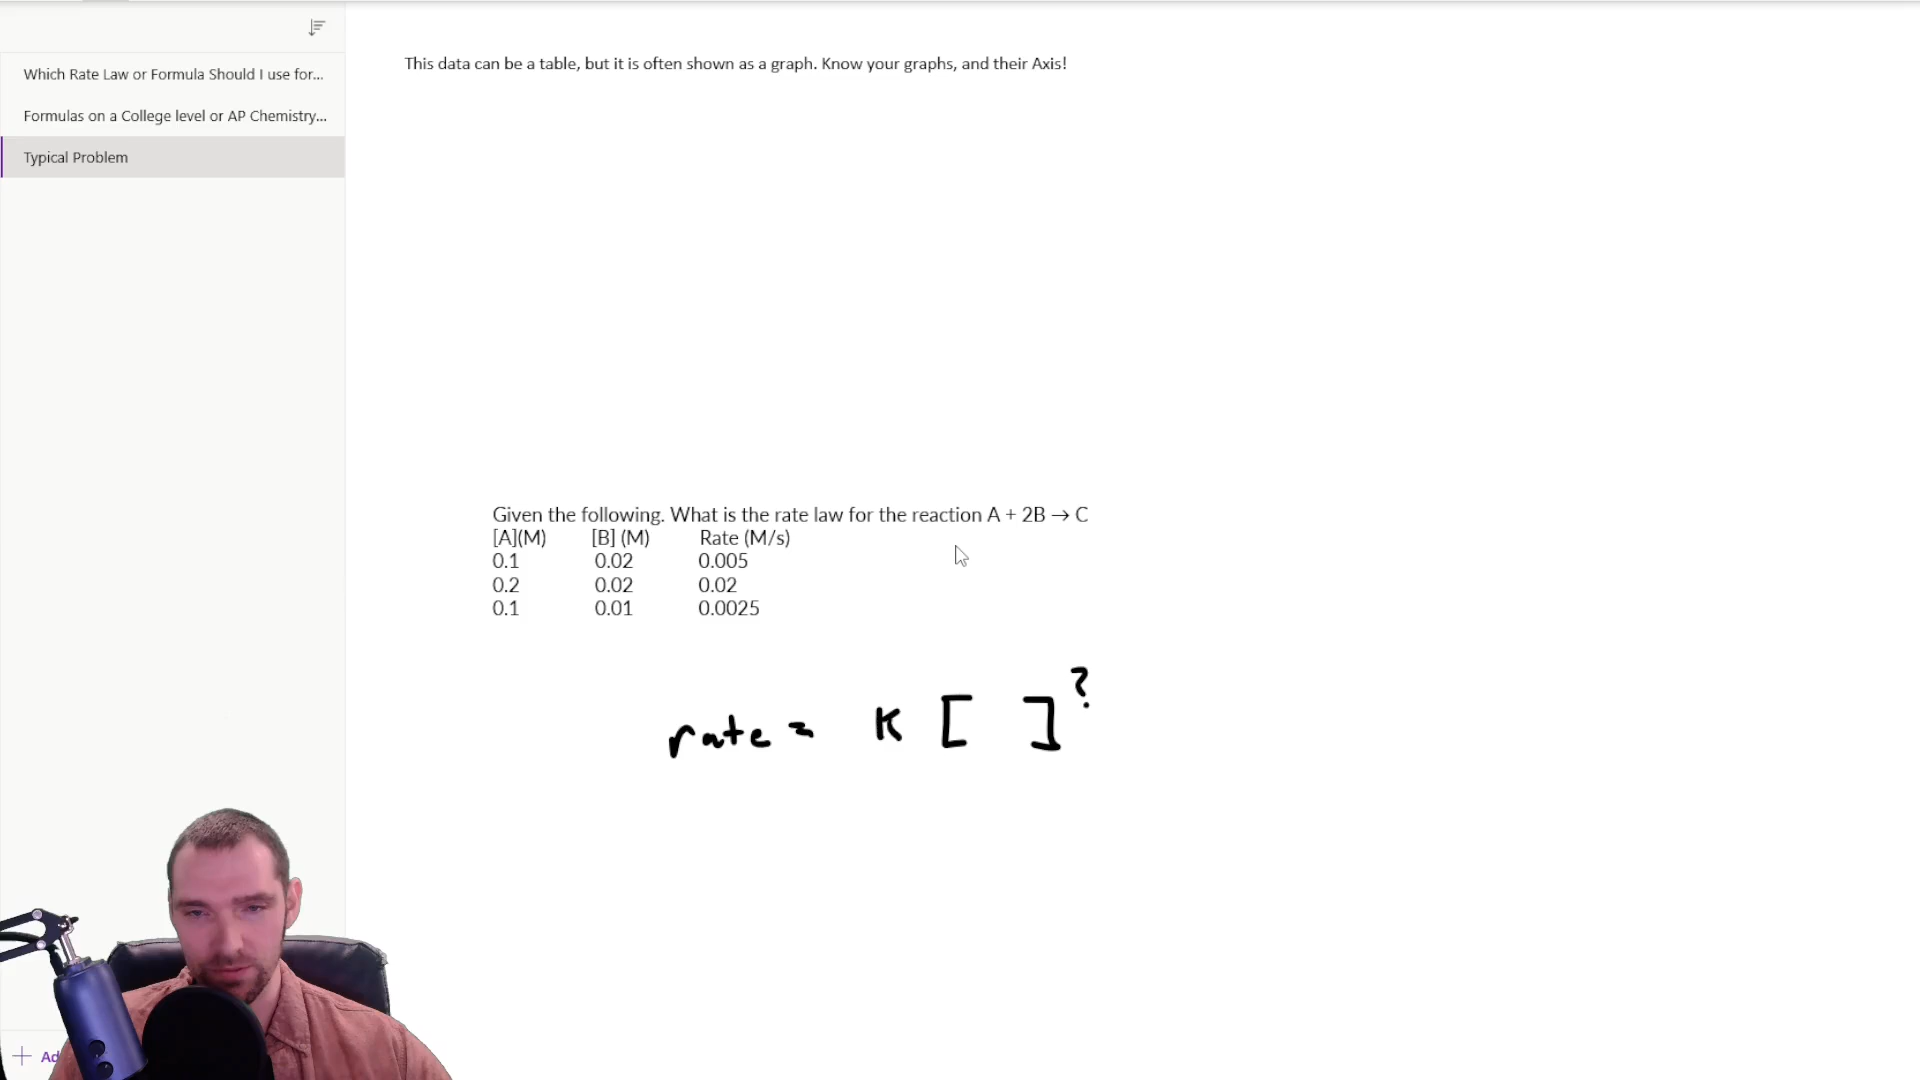 Which Rate Law or Formula Should I use for...
Formulas on a College level or AP Chemistry...
Typical Problem
This data can be a table, but it is often shown as a graph. Know your graphs, and their Axis!
Given the following. What is the rate law for the reaction A + 2B → C
[A](M) [B] (M) Rate (M/s)
0.1 0.02 0.005
0.2 0.02 0.02
0.1 0.01 0.0025
rate = K [ ]?